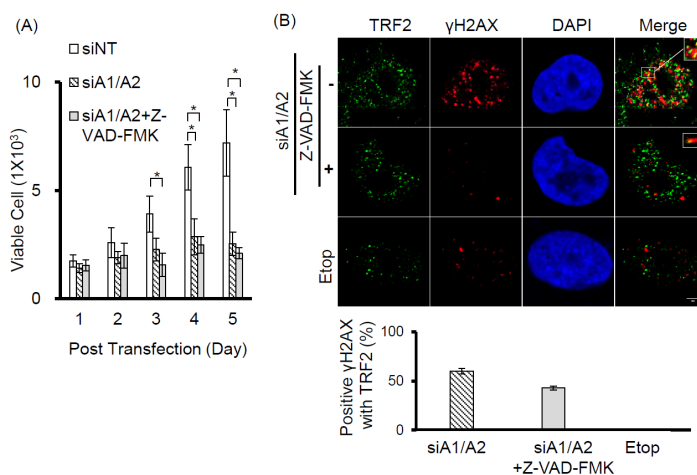 (A)
siNT
siA1/A2
siA1/A2+Z-
VAD-FMK
Viable Cell (1X10³)
10
5
0
* * * * *
1 2 3 4 5
Post Transfection (Day)
(B)
TRF2 γH2AX DAPI Merge
siA1/A2
Z-VAD-FMK
-
+
Etop
Positive γH2AX
with TRF2 (%)
100
50
0
siA1/A2 siA1/A2 Etop
+Z-VAD-FMK